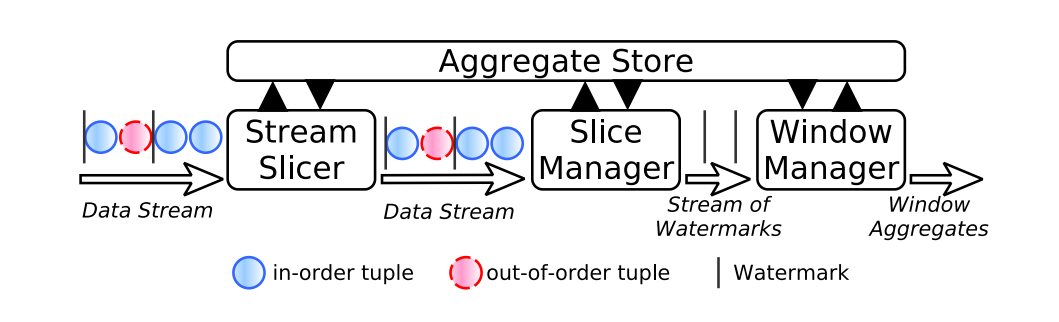 Aggregate Store
Stream
Slicer
Slice
Manager
Window
Manager
Data Stream
Data Stream
Stream of
Watermarks
Window
Aggregates
in-order tuple
out-of-order tuple
Watermark